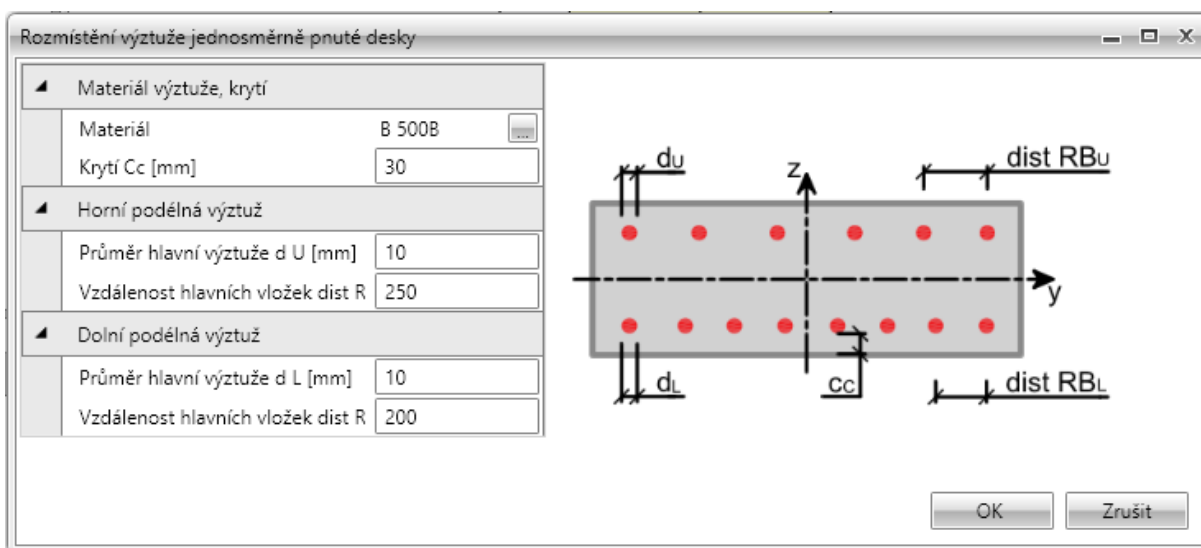 Rozmístění výztuže jednosměrně pnuté desky
Materiál výztuže, krytí
Materiál B 500B ...
Krytí Cc [mm] 30
Horní podélná výztuž
Průměr hlavní výztuže d U [mm] 10
Vzdálenost hlavních vložek dist R 250
Dolní podélná výztuž
Průměr hlavní výztuže d L [mm] 10
Vzdálenost hlavních vložek dist R 200
dU z dist RBU
y
dL cc dist RBL
OK Zrušit